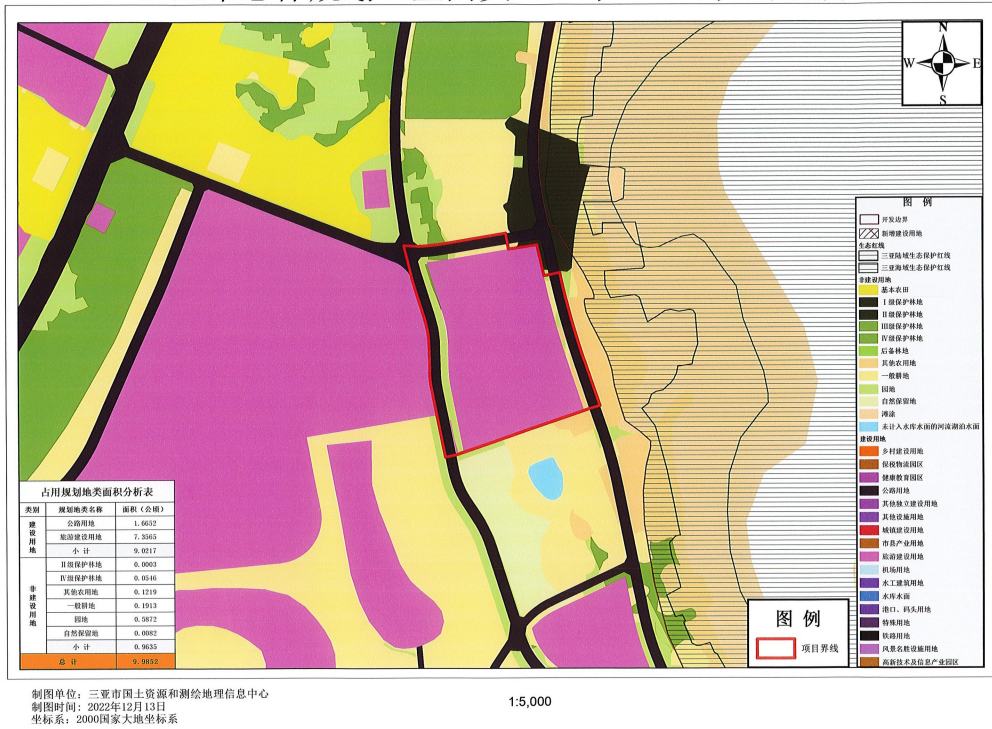 N
W E
S
图 例
开发边界
新增建设用地
生态红线
三亚陆域生态保护红线
三亚海域生态保护红线
非建设用地
基本农田
Ⅰ级保护林地
Ⅱ级保护林地
Ⅲ级保护林地
Ⅳ级保护林地
后备林地
其他农用地
一般耕地
园地
自然保留地
滩涂
未计入水库水面的河流湖泊水面
建设用地
乡村建设用地
保税物流园区
健康教育园区
公路用地
其他独立建设用地
其他设施用地
城镇建设用地
市县产业用地
旅游建设用地
机场用地
水工建筑用地
水库水面
港口、码头用地
特殊用地
铁路用地
风景名胜设施用地
高新技术及信息产业园区
占用规划地类面积分析表
类别 规划地类名称 面积（公顷）
建设用地
公路用地 1.6652
旅游建设用地 7.3565
小 计 9.0217
非建设用地
Ⅱ级保护林地 0.0003
Ⅳ级保护林地 0.0546
其他农用地 0.1219
一般耕地 0.1913
园地 0.5872
自然保留地 0.0082
小 计 0.9635
总 计 9.9852
图 例
项目界线
制图单位：三亚市国土资源和测绘地理信息中心
制图时间：2022年12月13日
坐标系：2000国家大地坐标系
1:5,000